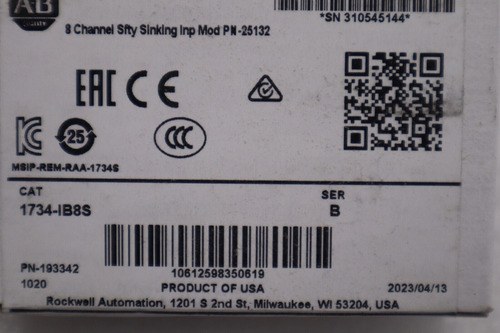 AB
8 Channel Sfty Sinking Inp Mod PN-25132
*SN 310545144*
EAC CE
25
CCC
MSIP-REM-RAA-1734S
CAT
1734-IB8S
SER
B
10612598350619
PN-193342
1020
PRODUCT OF USA
2023/04/13
Rockwell Automation, 1201 S 2nd St, Milwaukee, WI 53204, USA